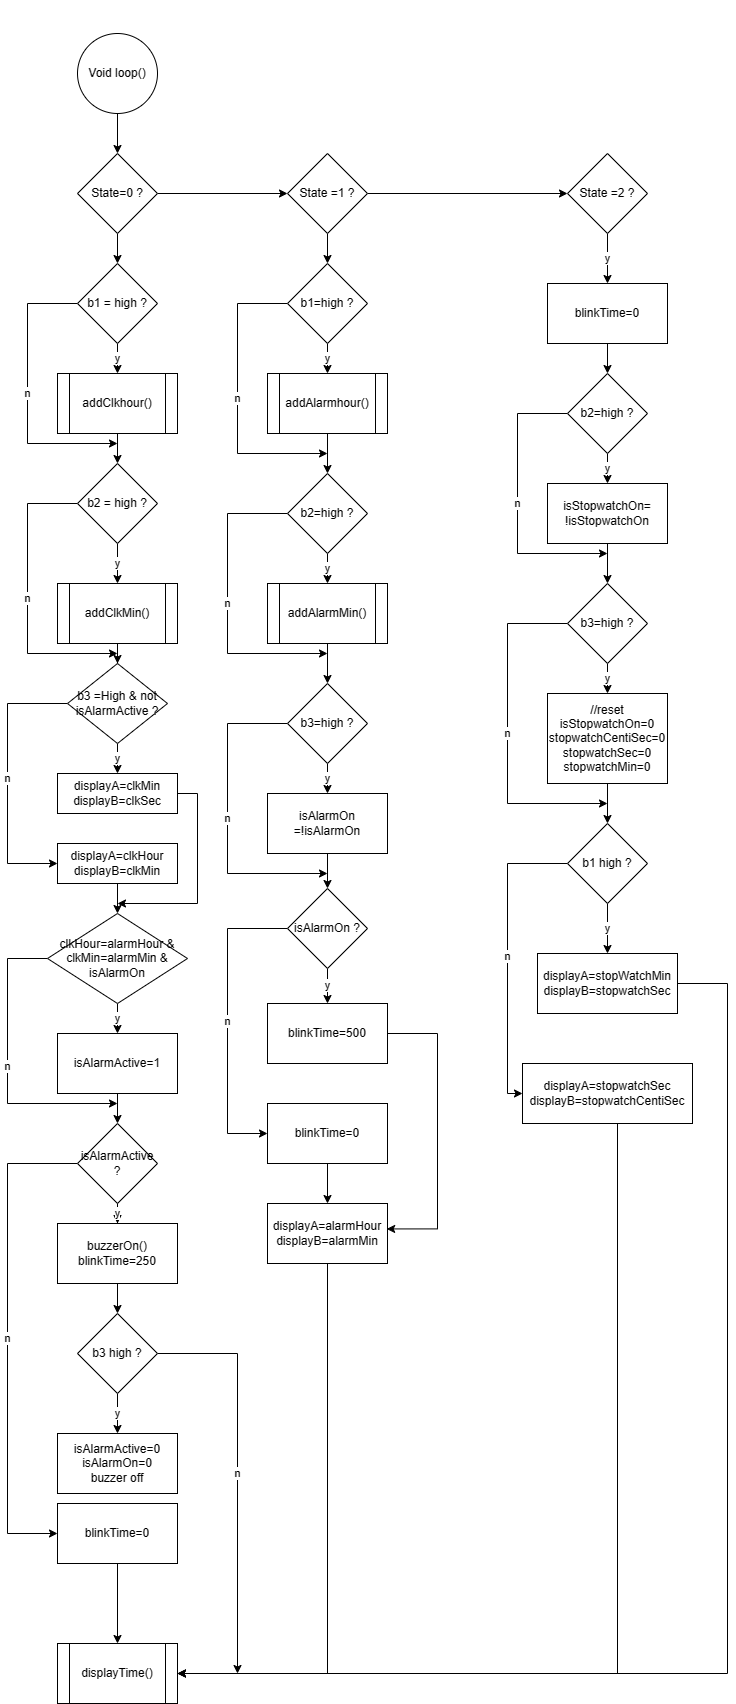 Void loop()
State=0 ?
b1 = high ?
y
n
addClkhour()
b2 = high ?
y
n
addClkMin()
b3 =High & not
isAlarmActive ?
y
n
displayA=clkMin
displayB=clkSec
displayA=clkHour
displayB=clkMin
clkHour=alarmHour &
clkMin=alarmMin &
isAlarmOn
y
n
isAlarmActive=1
isAlarmActive
?
y
n
buzzerOn()
blinkTime=250
b3 high ?
y
n
isAlarmActive=0
isAlarmOn=0
buzzer off
blinkTime=0
displayTime()
State =1 ?
b1=high ?
y
n
addAlarmhour()
b2=high ?
y
n
addAlarmMin()
b3=high ?
y
n
isAlarmOn
=!isAlarmOn
isAlarmOn ?
y
n
blinkTime=500
blinkTime=0
displayA=alarmHour
displayB=alarmMin
State =2 ?
y
blinkTime=0
b2=high ?
y
n
isStopwatchOn=
!isStopwatchOn
b3=high ?
y
n
//reset
isStopwatchOn=0
stopwatchCentiSec=0
stopwatchSec=0
stopwatchMin=0
b1 high ?
y
n
displayA=stopWatchMin
displayB=stopwatchSec
displayA=stopwatchSec
displayB=stopwatchCentiSec